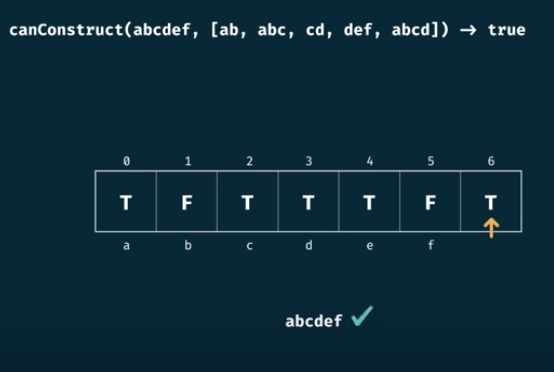 canConstruct(abcdef, [ab, abc, cd, def, abcd]) → true
0 1 2 3 4 5 6
T F T T T F T
a b c d e f
abcdef ✓